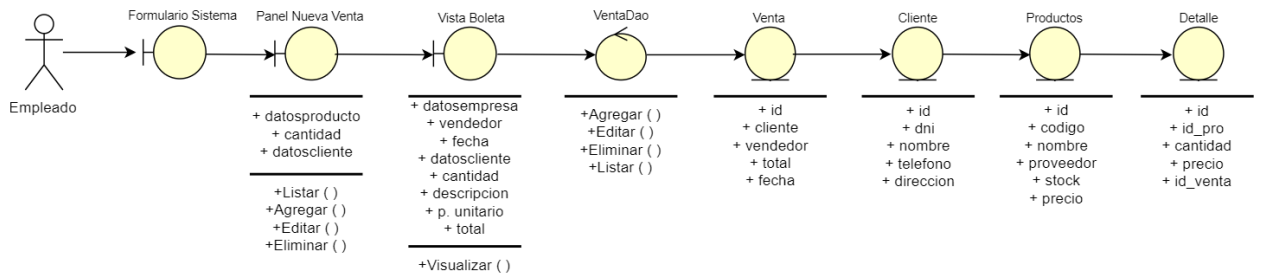 Formulario Sistema
Panel Nueva Venta
Vista Boleta
VentaDao
Venta
Cliente
Productos
Detalle
Empleado
+ datosproducto
+ cantidad
+ datoscliente
+Listar ( )
+Agregar ( )
+Editar ( )
+Eliminar ( )
+ datosempresa
+ vendedor
+ fecha
+ datoscliente
+ cantidad
+ descripcion
+ p. unitario
+ total
+Visualizar ( )
+Agregar ( )
+Editar ( )
+Eliminar ( )
+Listar ( )
+ id
+ cliente
+ vendedor
+ total
+ fecha
+ id
+ dni
+ nombre
+ telefono
+ direccion
+ id
+ codigo
+ nombre
+ proveedor
+ stock
+ precio
+ id
+ id_pro
+ cantidad
+ precio
+ id_venta